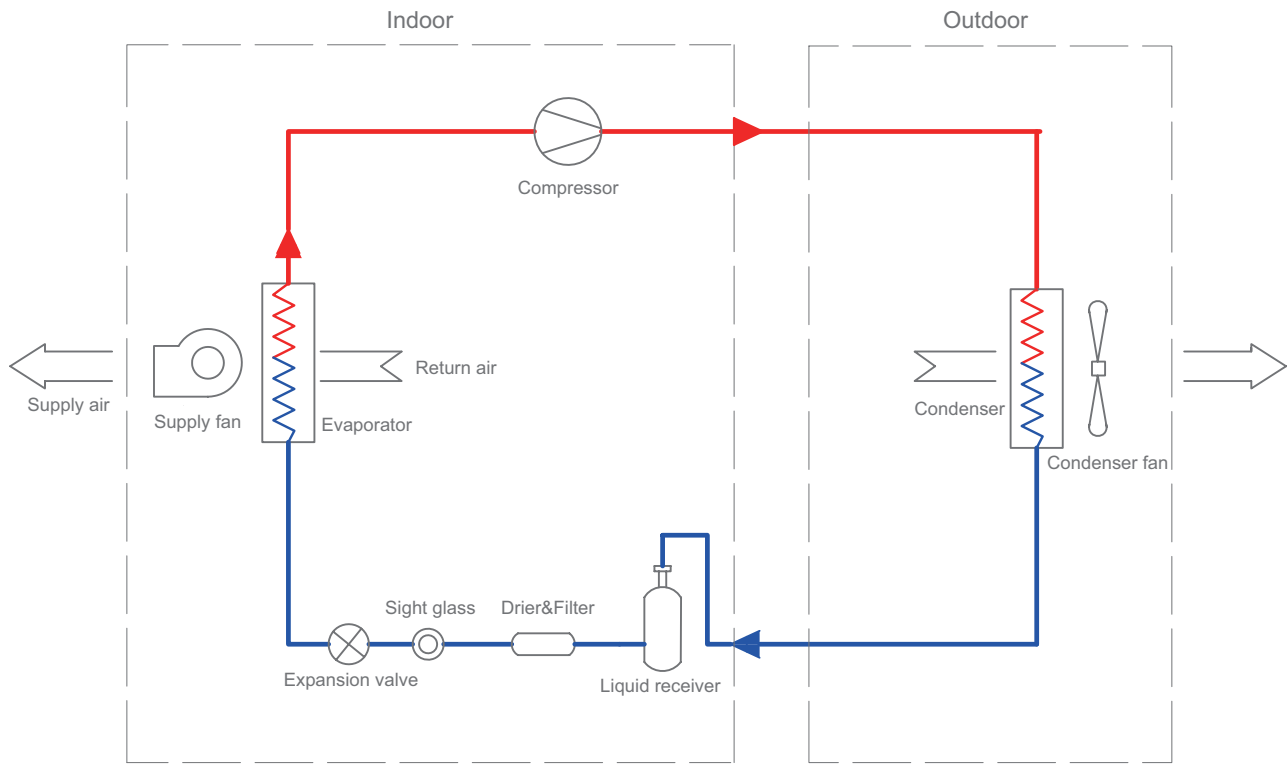 Indoor
Outdoor
Compressor
Return air
Supply air
Supply fan
Evaporator
Condenser
Condenser fan
Sight glass
Drier&Filter
Expansion valve
Liquid receiver